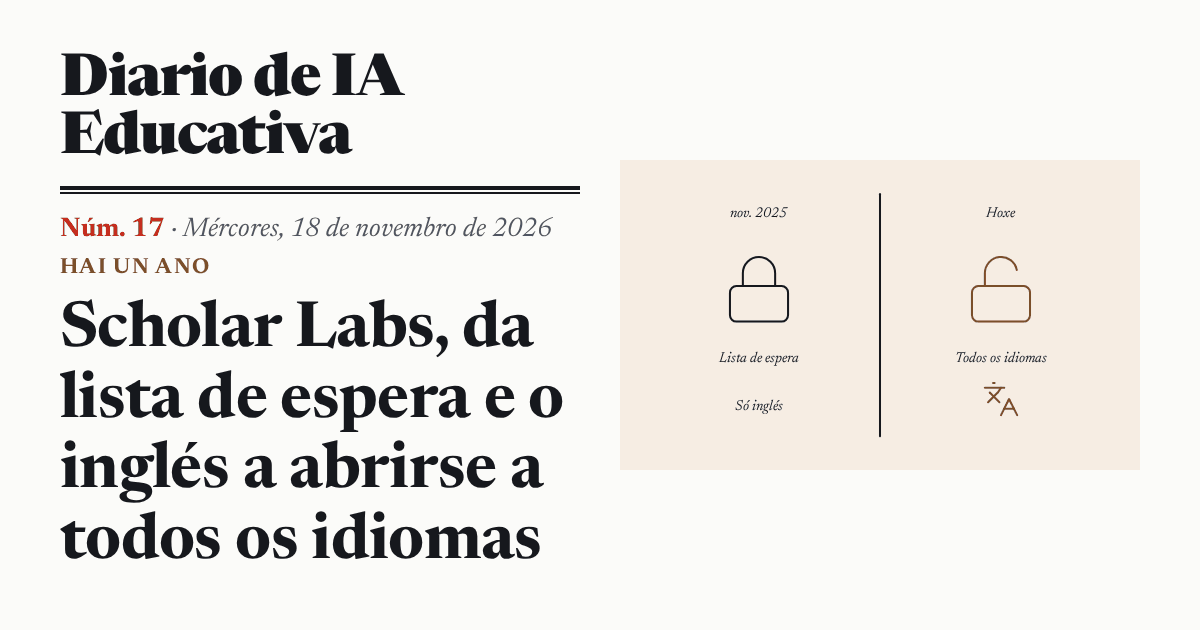 Diario de IA
Educativa
Núm. 17 · Mércores, 18 de novembro de 2026
HAI UN ANO
Scholar Labs, da
lista de espera e o
inglés a abrirse a
todos os idiomas
nov. 2025
Lista de espera
Só inglés
Hoxe
Todos os idiomas